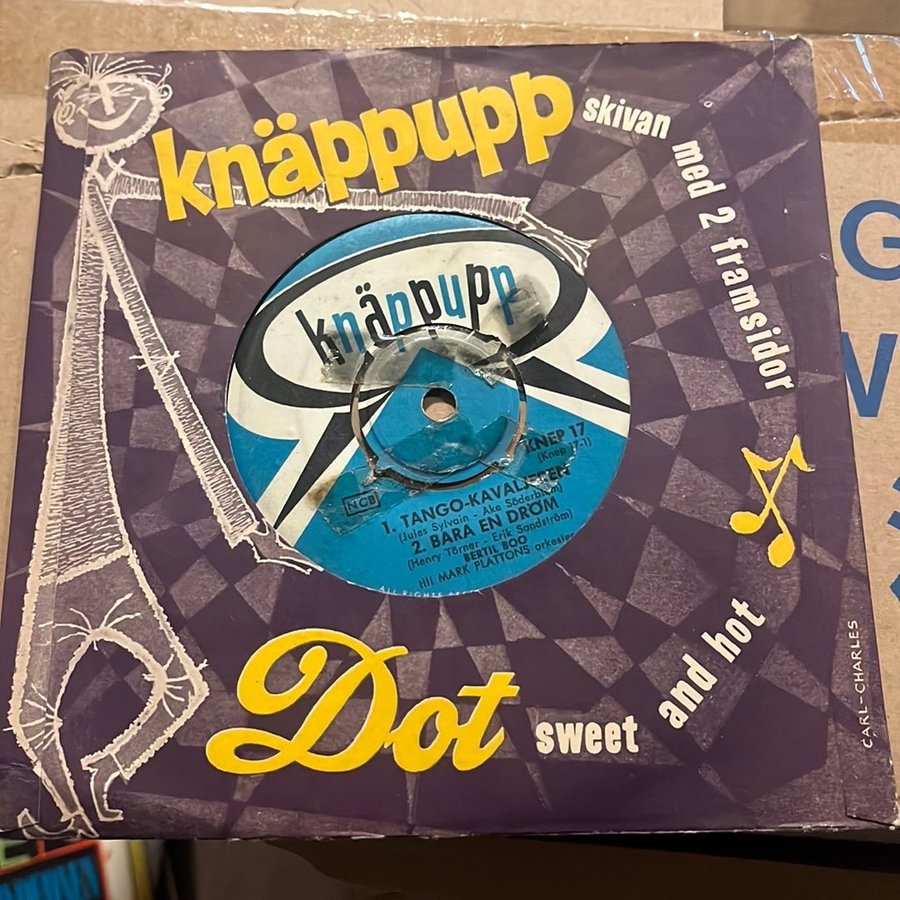 knäppupp
skivan
med 2 framsidor
knäppupp
KNEP 17
(Knep 17-1)
NCB
1. TANGO-KAVALJEREN
(Jules Sylvain - Åke Söderblom)
2. BARA EN DRÖM
(Henry Törner - Erik Sandström)
BERTIL BOO
till MARK PLATTONS orkester
ALL RIGHTS
Dot
sweet
and hot
CARL-CHARLES
G